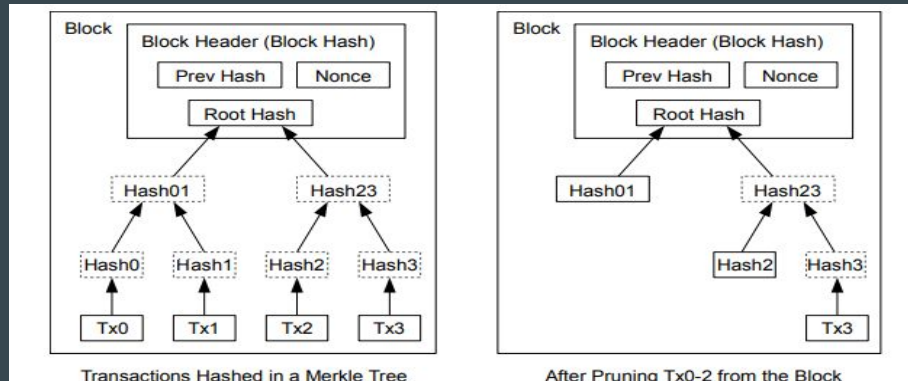 Block
Block Header (Block Hash)
Prev Hash
Nonce
Root Hash
Hash01
Hash23
Hash0
Hash1
Hash2
Hash3
Tx0
Tx1
Tx2
Tx3
Transactions Hashed in a Merkle Tree
Block
Block Header (Block Hash)
Prev Hash
Nonce
Root Hash
Hash01
Hash23
Hash2
Hash3
Tx3
After Pruning Tx0-2 from the Block